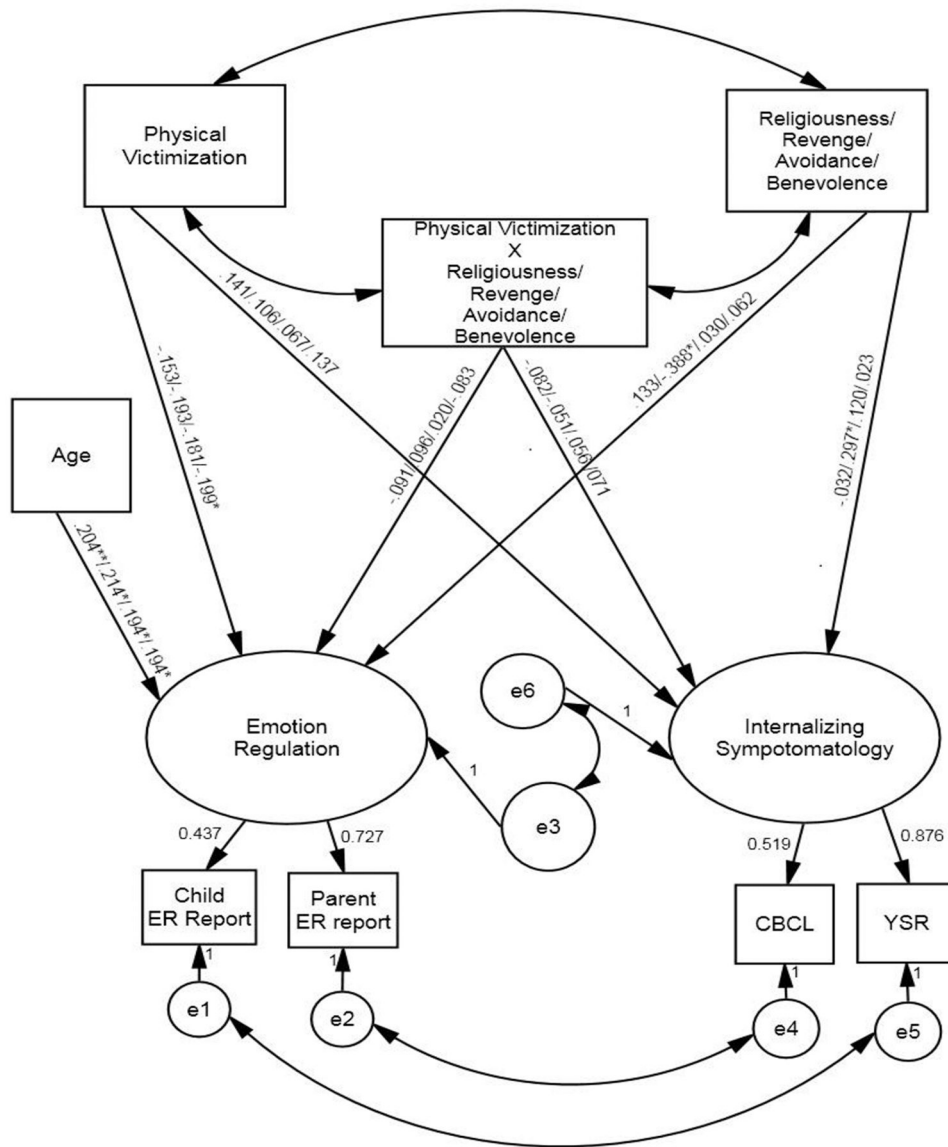 Physical
Victimization
Religiousness/
Revenge/
Avoidance/
Benevolence
Physical Victimization
X
Religiousness/
Revenge/
Avoidance/
Benevolence
.141/.106/.067/.137
-.153/-.193/-.181/-.199*
-.091/.096/.020/-.083
-.082/-.051/.056/.071
.133/-.388*/.030/.062
-.032/.297*/.120/.023
Age
.204**/.214*/.194*/.194*
Emotion
Regulation
e6
1
Internalizing
Sympotomatology
1
e3
0.437
0.727
0.519
0.876
Child
ER Report
Parent
ER report
CBCL
YSR
1
1
1
1
e1
e2
e4
e5